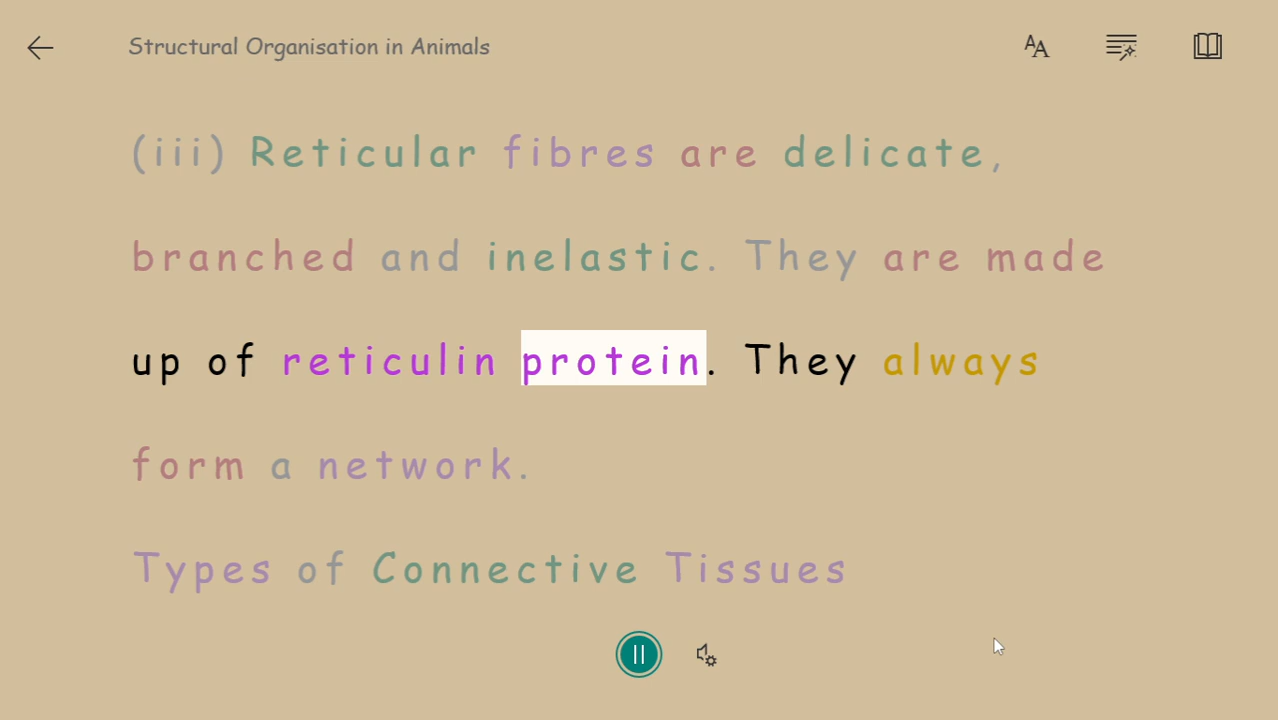 Structural Organisation in Animals
(iii) Reticular fibres are delicate,
branched and inelastic. They are made
up of reticulin protein. They always
form a network.
Types of Connective Tissues